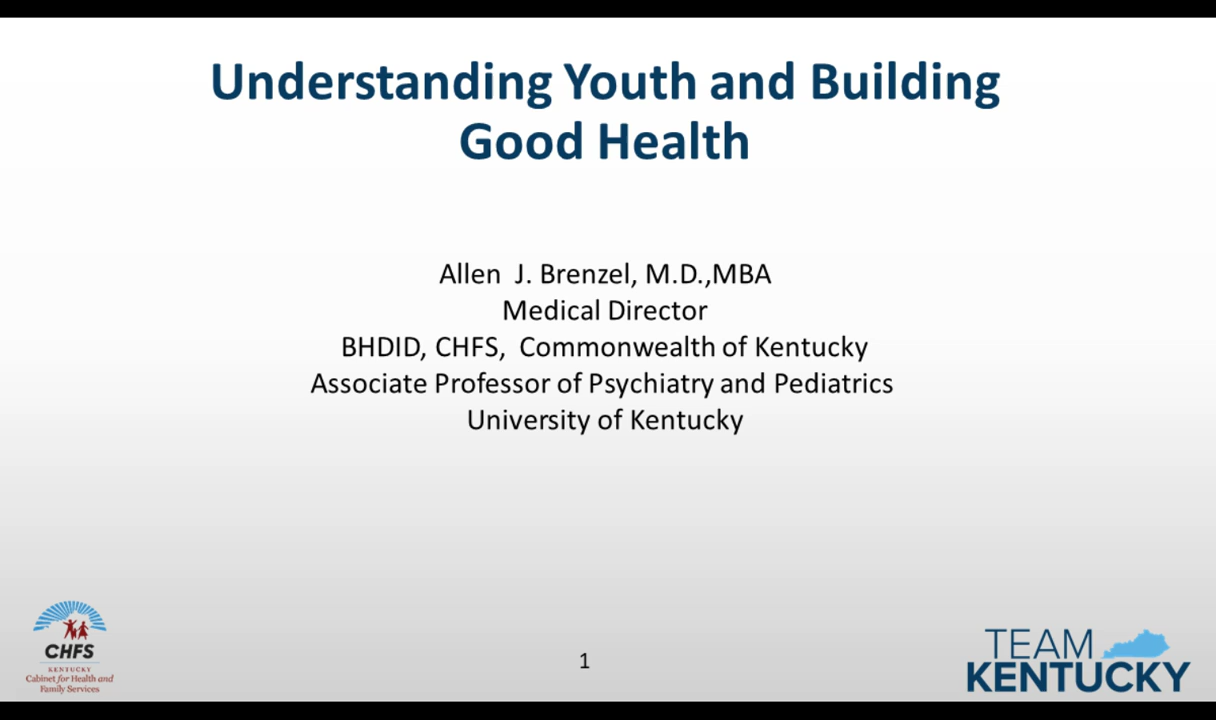 Understanding Youth and Building
Good Health
Allen J. Brenzel, M.D.,MBA
Medical Director
BHDID, CHFS, Commonwealth of Kentucky
Associate Professor of Psychiatry and Pediatrics
University of Kentucky
CHFS
KENTUCKY
Cabinet for Health and
Family Services
1
TEAM
KENTUCKY